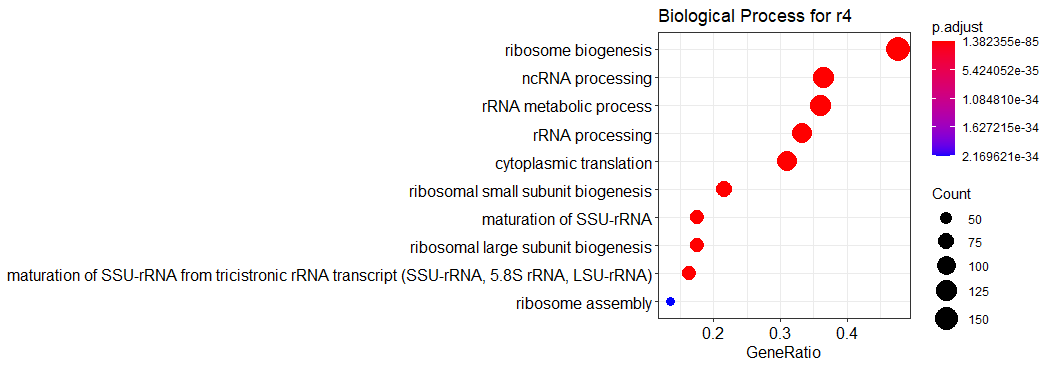 Biological Process for r4
ribosome biogenesis
ncRNA processing
rRNA metabolic process
rRNA processing
cytoplasmic translation
ribosomal small subunit biogenesis
maturation of SSU-rRNA
ribosomal large subunit biogenesis
maturation of SSU-rRNA from tricistronic rRNA transcript (SSU-rRNA, 5.8S rRNA, LSU-rRNA)
ribosome assembly
0.2 0.3 0.4
GeneRatio
p.adjust
1.382355e-85
5.424052e-35
1.084810e-34
1.627215e-34
2.169621e-34
Count
50
75
100
125
150